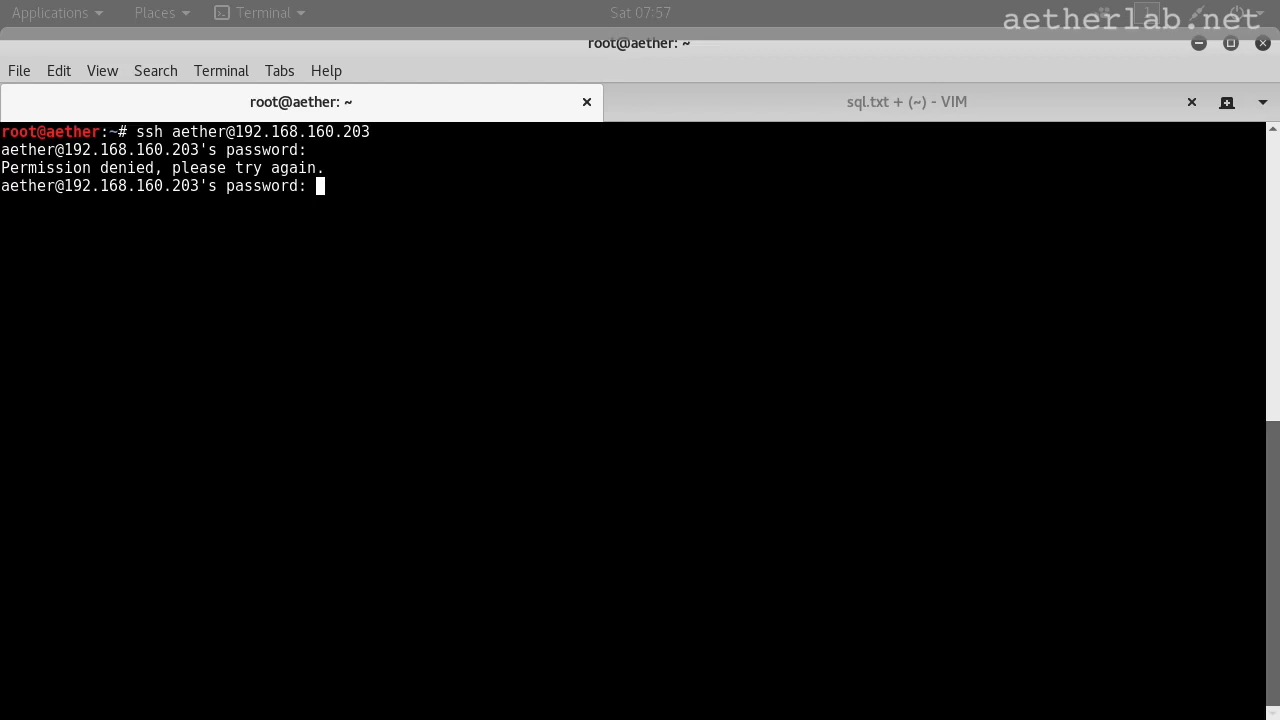 Applications Places Terminal Sat 07:57 1
aetherlab.net
root@aether: ~
File Edit View Search Terminal Tabs Help
root@aether: ~ sql.txt + (~) - VIM
root@aether:~# ssh aether@192.168.160.203
aether@192.168.160.203's password:
Permission denied, please try again.
aether@192.168.160.203's password: